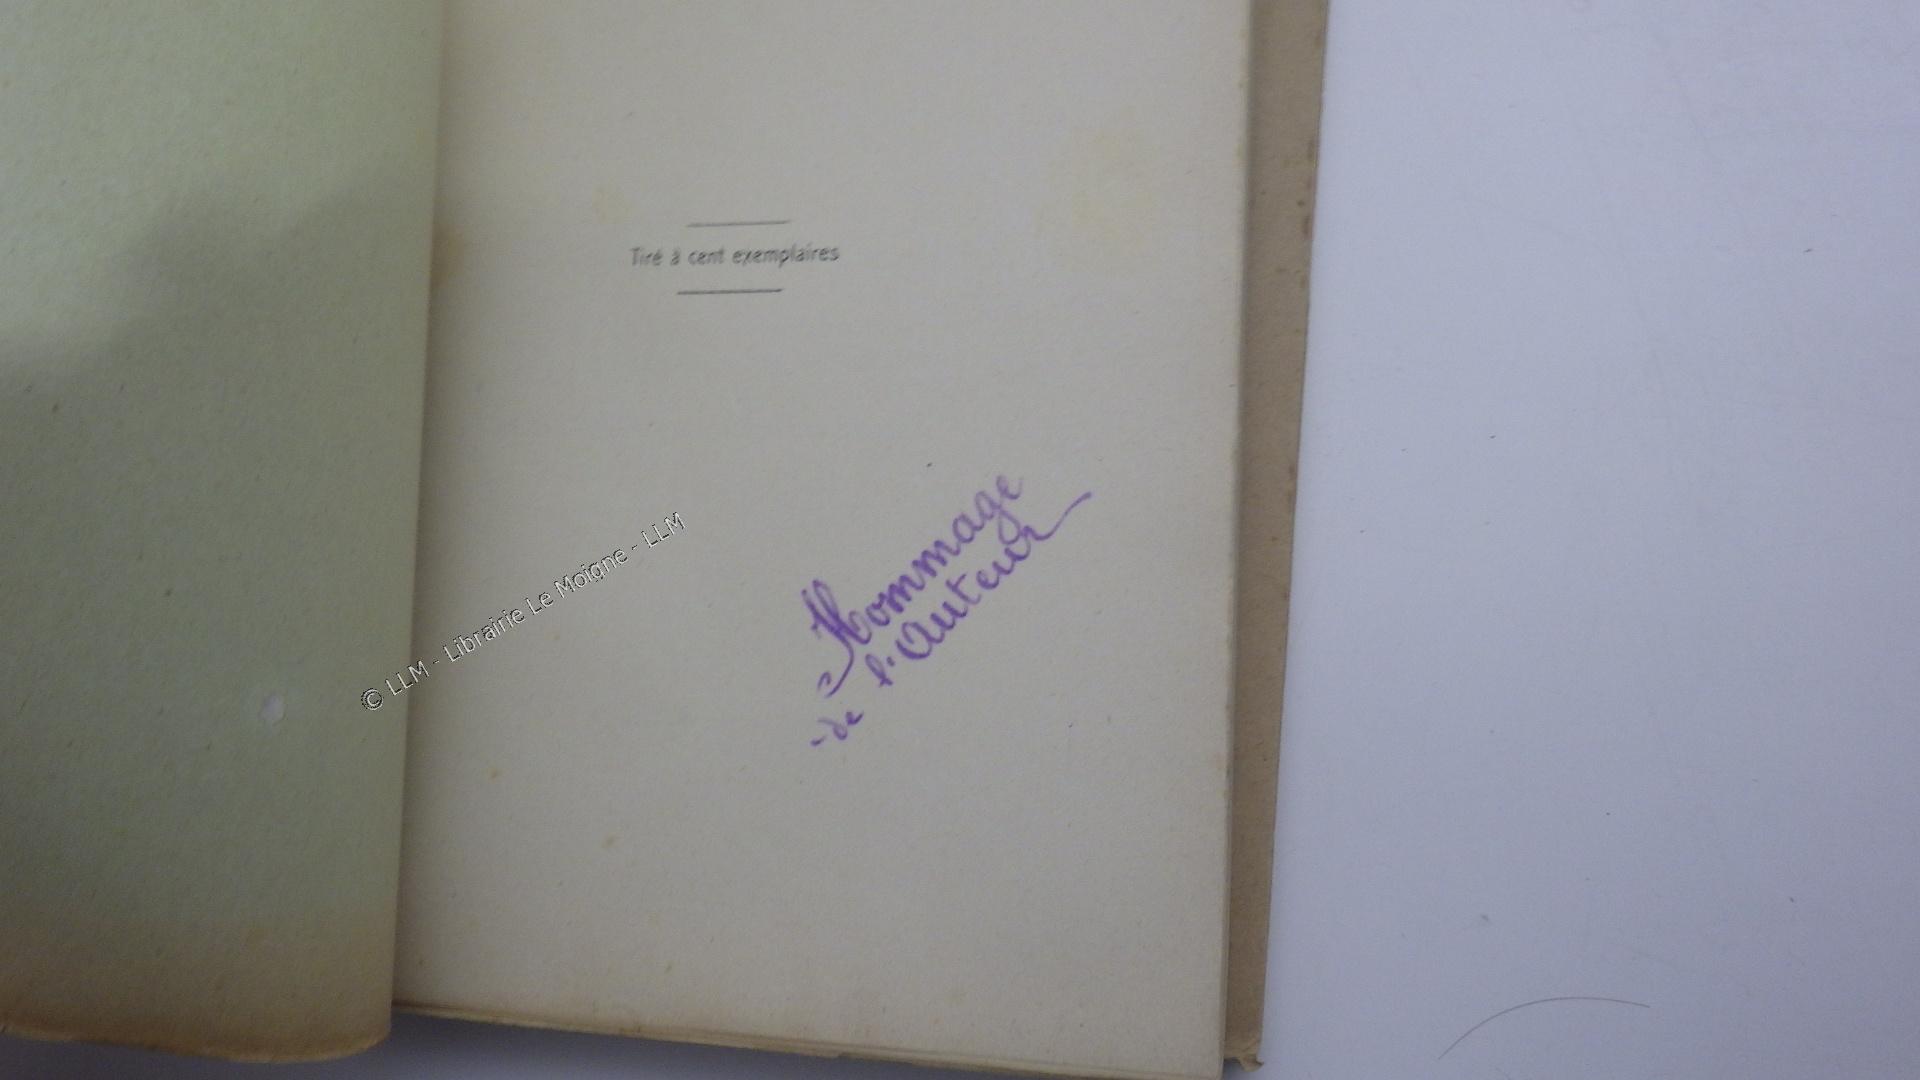 Tiré à cent exemplaires
© LLM - Librairie Le Moigne - LLM
Hommage
de l'Auteur